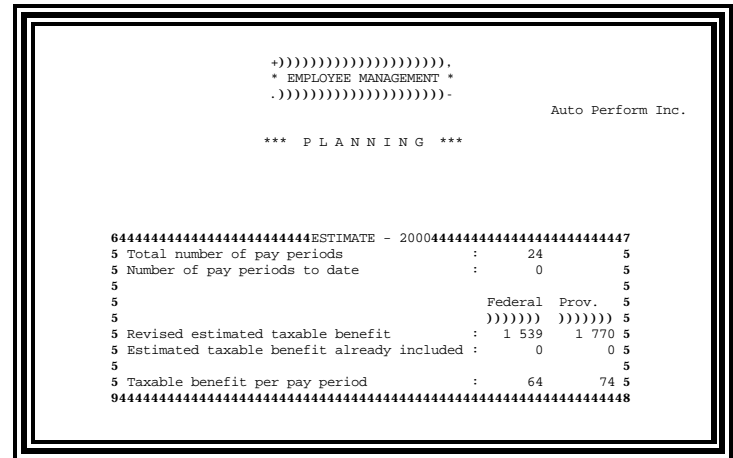 +))))))))))))))))))))),
* EMPLOYEE MANAGEMENT *
.)))))))))))))))))))))-
Auto Perform Inc.
*** P L A N N I N G ***
6444444444444444444444444ESTIMATE - 200044444444444444444444444447
5 Total number of pay periods : 24 5
5 Number of pay periods to date : 0 5
5 5
5 Federal Prov. 5
5 ))))))) ))))))) 5
5 Revised estimated taxable benefit : 1 539 1 770 5
5 Estimated taxable benefit already included : 0 0 5
5 5
5 Taxable benefit per pay period : 64 74 5
94444444444444444444444444444444444444444444444444444444444444448